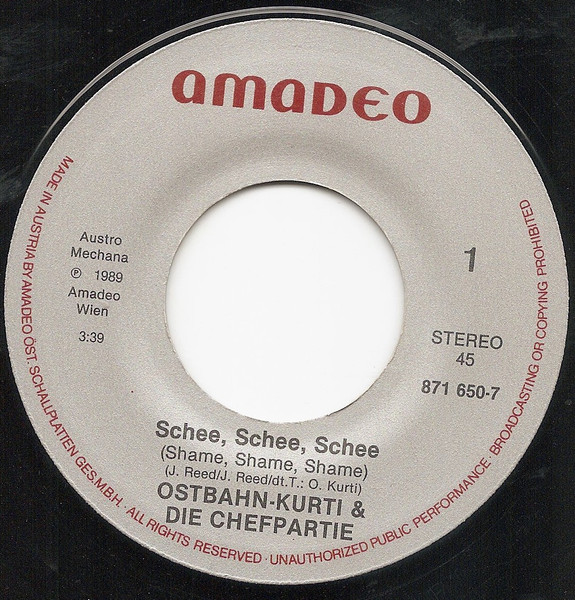 amadeo
Austro
Mechana
℗ 1989
Amadeo
Wien
3:39
1
STEREO
45
871 650-7
Schee, Schee, Schee
(Shame, Shame, Shame)
(J. Reed/J. Reed/dt.T.: O. Kurti)
OSTBAHN-KURTI &
DIE CHEFPARTIE
MADE IN AUSTRIA BY AMADEO ÖST. SCHALLPLATTEN GES.M.B.H. ALL RIGHTS RESERVED · UNAUTHORIZED PUBLIC PERFORMANCE BROADCASTING OR COPYING PROHIBITED